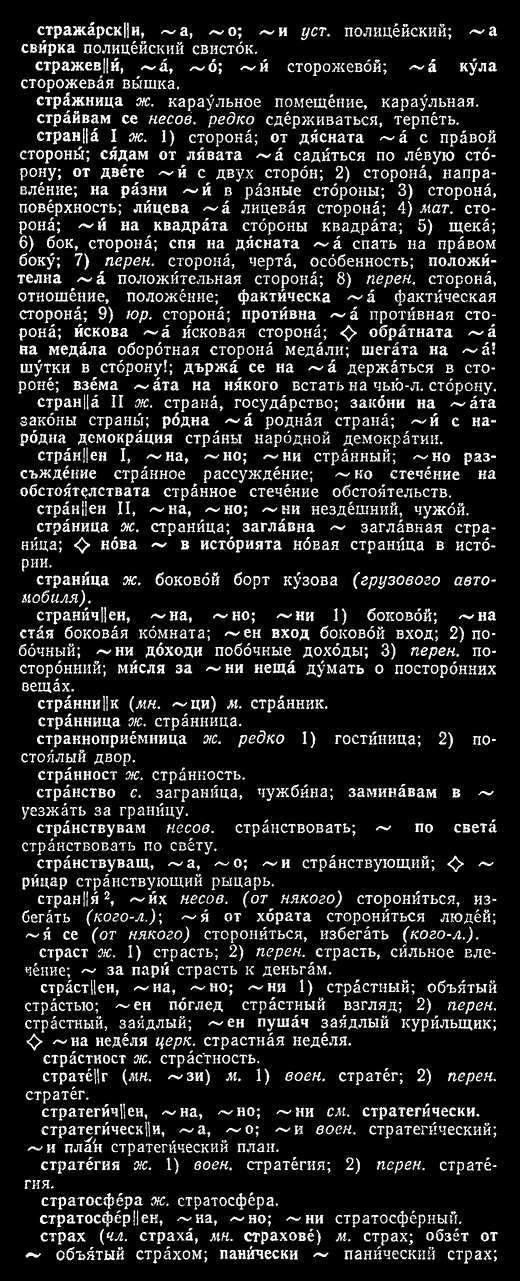 стража́рск||и, ~а, ~о; ~и уст. полице́йский; ~а
сви́рка полице́йский свисто́к.
стражев||и́, ~а́, ~о́; ~и́ сторожево́й; ~а́ ку́ла
сторожева́я вы́шка.
стра́жница ж. карау́льное помеще́ние, карау́льная.
стра́йвам се несов. редко сде́рживаться, терпе́ть.
стран||а́ I ж. 1) сторона́; от дя́сната ~а́ с пра́вой
стороны́; ся́дам от ля́вата ~а́ сади́ться по ле́вую сто́-
рону; от две́те ~и́ с двух сторо́н; 2) сторона́, направ-
ле́ние; на ра́зни ~и́ в ра́зные сто́роны; 3) сторона́,
пове́рхность; ли́цева ~а́ лицева́я сторона́; 4) мат. сто-
рона́; ~и́ на квадра́та сто́роны квадра́та; 5) щека́;
6) бок, сторона́; спя на дя́сната ~а́ спать на пра́вом
боку́; 7) перен. сторона́, черта́, осо́бенность; положи́-
телна ~а́ положи́тельная сторона́; 8) перен. сторона́,
отноше́ние, положе́ние; факти́ческа ~а́ факти́ческая
сторона́; 9) юр. сторона́; проти́вна ~а́ проти́вная сто-
рона́; и́скова ~а́ и́сковая сторона́; ◇ обра́тната ~а́
на меда́ла оборо́тная сторона́ меда́ли; шега́та на ~а́!
шу́тки в сто́рону!; държа́ се на ~а́ держа́ться в сто-
роне́; взе́ма ~а́та на ня́кого встать на чью́-л. сто́рону.
стран||а́ II ж. страна́, госуда́рство; зако́ни на ~а́та
зако́ны страны́; ро́дна ~а́ родна́я страна́; ~и́ с на-
ро́дна демокра́ция стра́ны наро́дной демокра́тии.
стра́н||ен I, ~на, ~но; ~ни стра́нный; ~но раз-
съжде́ние стра́нное рассужде́ние; ~но стече́ние на
обстоя́телствата стра́нное стече́ние обстоя́тельств.
стра́н||ен II, ~на, ~но; ~ни незде́шний, чужо́й.
стра́ница ж. страни́ца; загла́вна ~ загла́вная стра-
ни́ца; ◇ но́ва ~ в исто́рията но́вая страни́ца в исто́-
рии.
страни́ца ж. боково́й борт ку́зова (грузового авто-
мобиля).
страни́ч||ен, ~на, ~но; ~ни 1) боково́й; ~на
ста́я бокова́я ко́мната; ~ен вход боково́й вход; 2) по-
бо́чный; ~ни до́ходи побо́чные дохо́ды; 3) перен. по-
сторо́нний; ми́сля за ~ни неща́ ду́мать о посторо́нних
веща́х.
стра́нни||к (мн. ~ци) м. стра́нник.
стра́нница ж. стра́нница.
странноприе́мница ж. редко 1) гости́ница; 2) по-
стоя́лый двор.
стра́нност ж. стра́нность.
стра́нство с. заграни́ца, чужби́на; замина́вам в ~
уезжа́ть за грани́цу.
стра́нствувам несов. стра́нствовать; ~ по света́
стра́нствовать по све́ту.
стра́нствуващ, ~а, ~о; ~и стра́нствующий; ◇ ~
ри́цар стра́нствующий рыцарь.
стран||я́ ², ~и́х несов. (от някого) сторони́ться, из-
бега́ть (кого-л.); ~я́ от хо́рата сторони́ться люде́й;
~я́ се (от някого) сторони́ться, избега́ть (кого-л.).
страст ж. 1) страсть; 2) перен. страсть, си́льное вле-
че́ние; ~ за пари́ страсть к деньга́м.
стра́ст||ен, ~на, ~но; ~ни 1) стра́стный; объя́тый
стра́стью; ~ен по́глед стра́стный взгляд; 2) перен.
стра́стный, зая́длый; ~ен пуша́ч зая́длый кури́льщик;
◇ ~на неде́ля церк. страстна́я неде́ля.
стра́стност ж. стра́стность.
страте́||г (мн. ~зи) м. 1) воен. страте́г; 2) перен.
страте́г.
стратеги́ч||ен, ~на, ~но; ~ни см. стратеги́чески.
стратеги́ческ||и, ~а, ~о; ~и воен. стратеги́ческий;
~и план стратеги́ческий план.
страте́гия ж. 1) воен. страте́гия; 2) перен. страте́-
гия.
стратосфе́ра ж. стратосфе́ра.
стратосфе́р||ен, ~на, ~но; ~ни стратосфе́рный.
страх (чл. страха́, мн. стра́хове́) м. страх; обзе́т от
~ объя́тый стра́хом; пани́чески ~ пани́ческий страх;